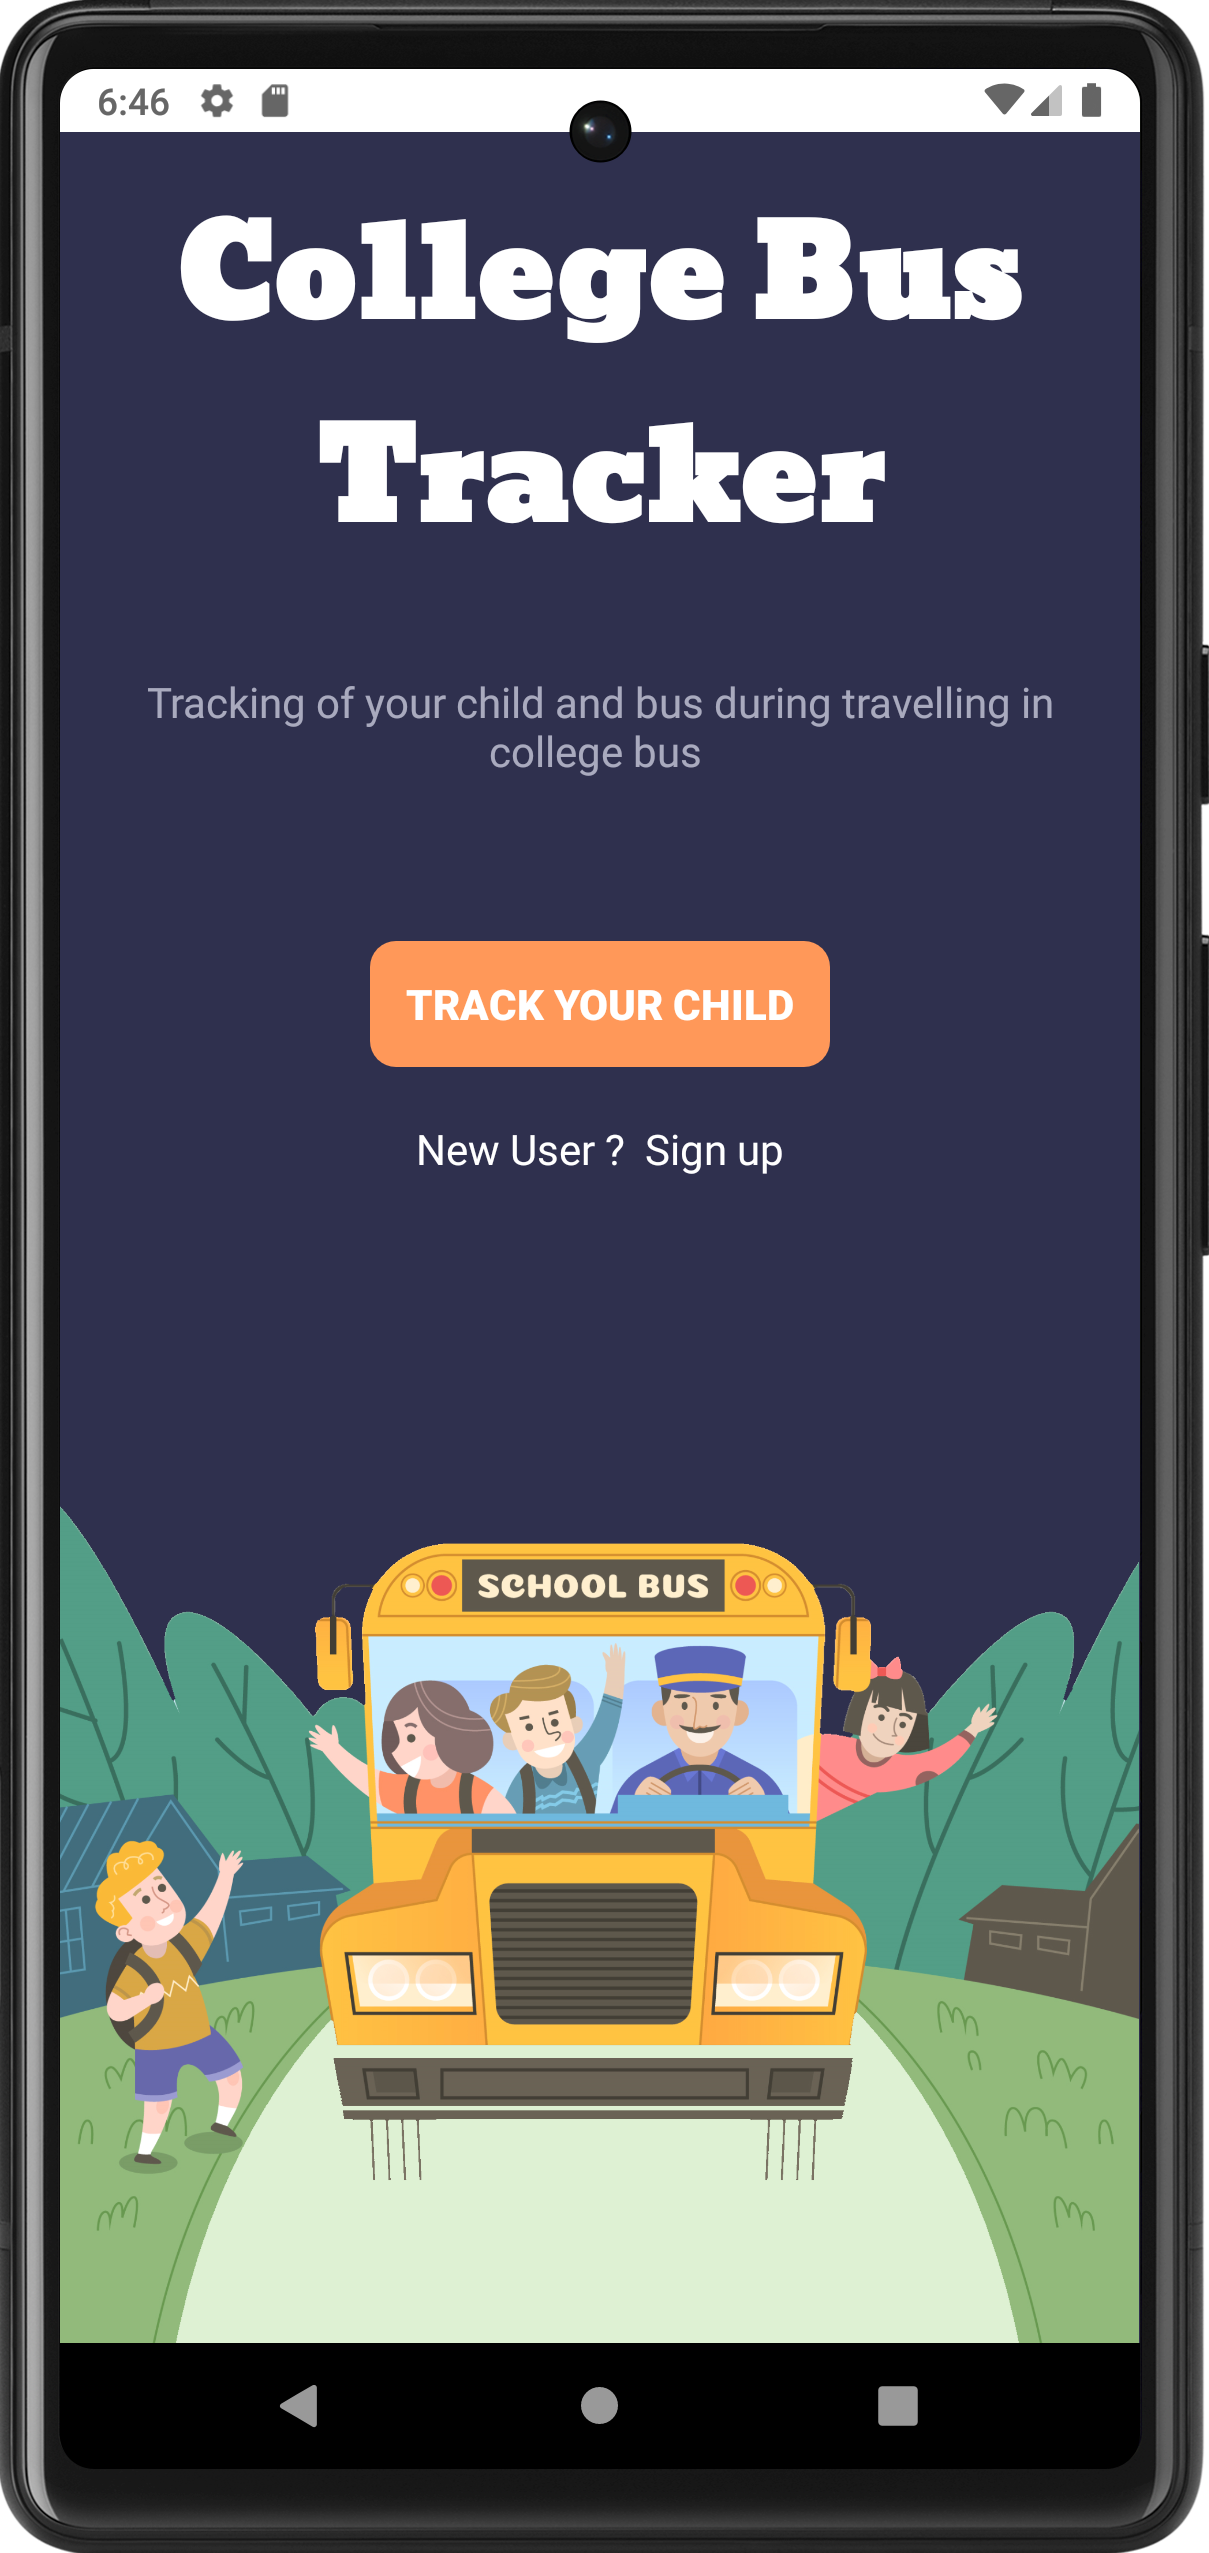 6:46
College Bus
Tracker
Tracking of your child and bus during travelling in
college bus
TRACK YOUR CHILD
New User ?  Sign up
SCHOOL BUS